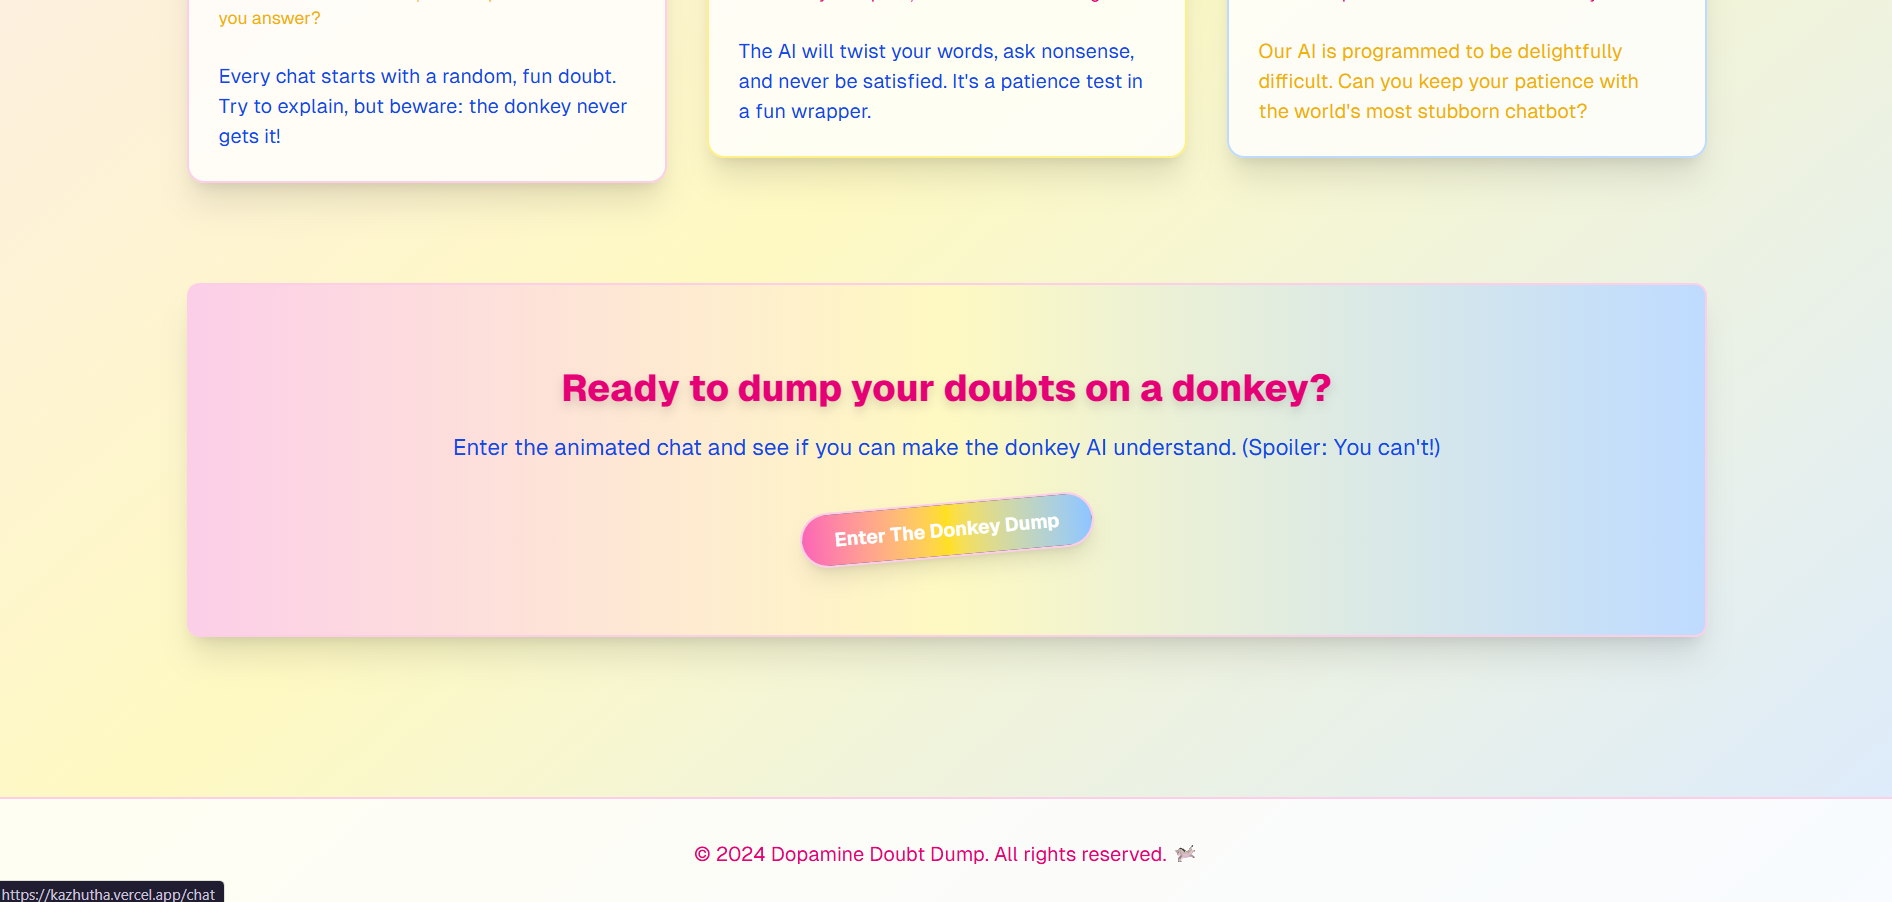 you answer?
Every chat starts with a random, fun doubt.
Try to explain, but beware: the donkey never
gets it!
The AI will twist your words, ask nonsense,
and never be satisfied. It's a patience test in
a fun wrapper.
Our AI is programmed to be delightfully
difficult. Can you keep your patience with
the world's most stubborn chatbot?
Ready to dump your doubts on a donkey?
Enter the animated chat and see if you can make the donkey AI understand. (Spoiler: You can't!)
Enter The Donkey Dump
© 2024 Dopamine Doubt Dump. All rights reserved.
https://kazhutha.vercel.app/chat